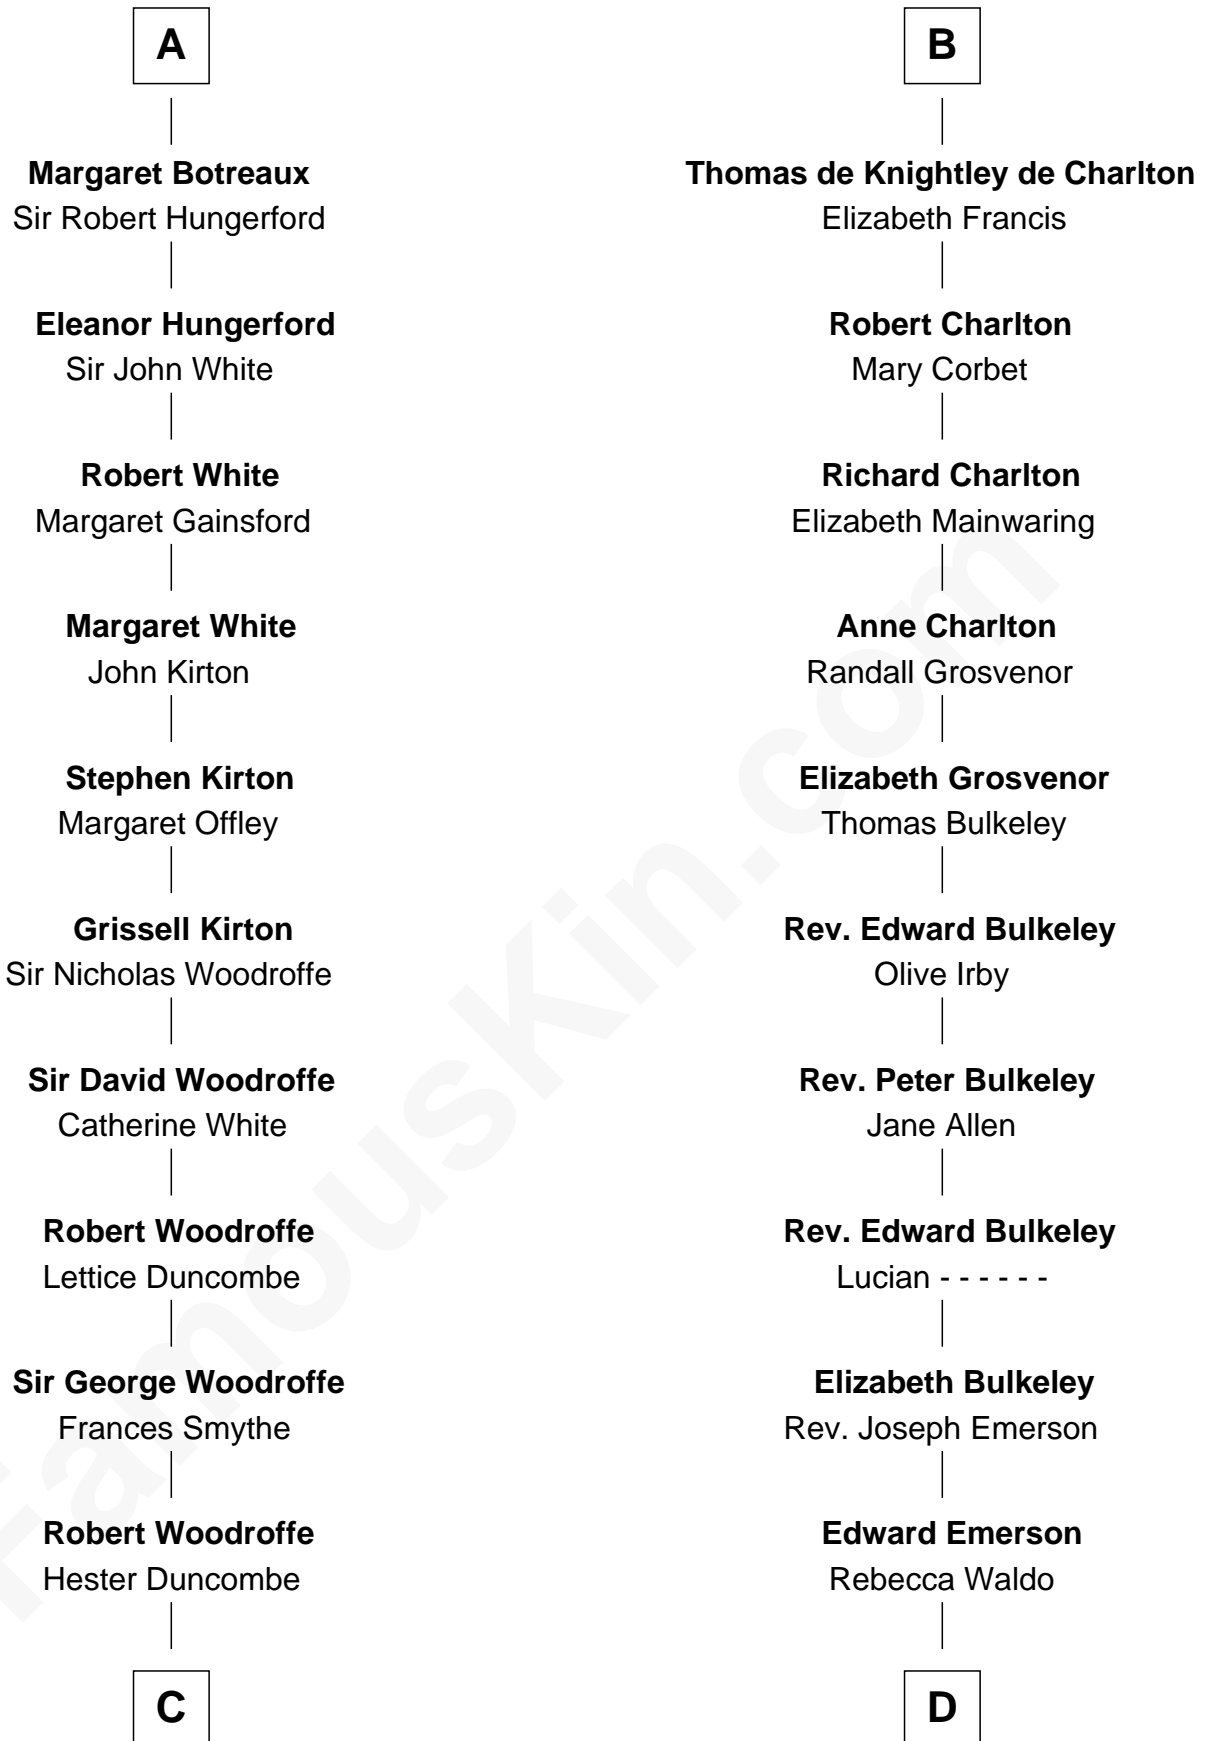 A
Margaret Botreaux
Sir Robert Hungerford
Eleanor Hungerford
Sir John White
Robert White
Margaret Gainsford
Margaret White
John Kirton
Stephen Kirton
Margaret Offley
Grissell Kirton
Sir Nicholas Woodroffe
Sir David Woodroffe
Catherine White
Robert Woodroffe
Lettice Duncombe
Sir George Woodroffe
Frances Smythe
Robert Woodroffe
Hester Duncombe
C
B
Thomas de Knightley de Charlton
Elizabeth Francis
Robert Charlton
Mary Corbet
Richard Charlton
Elizabeth Mainwaring
Anne Charlton
Randall Grosvenor
Elizabeth Grosvenor
Thomas Bulkeley
Rev. Edward Bulkeley
Olive Irby
Rev. Peter Bulkeley
Jane Allen
Rev. Edward Bulkeley
Lucian - - - - - -
Elizabeth Bulkeley
Rev. Joseph Emerson
Edward Emerson
Rebecca Waldo
D
FamousKin.com